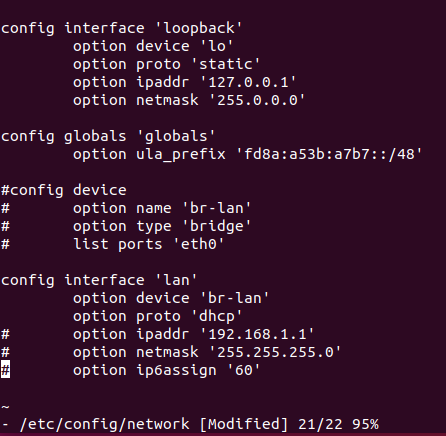 config interface 'loopback'
        option device 'lo'
        option proto 'static'
        option ipaddr '127.0.0.1'
        option netmask '255.0.0.0'

config globals 'globals'
        option ula_prefix 'fd8a:a53b:a7b7::/48'

#config device
#       option name 'br-lan'
#       option type 'bridge'
#       list ports 'eth0'

config interface 'lan'
        option device 'br-lan'
        option proto 'dhcp'
#       option ipaddr '192.168.1.1'
#       option netmask '255.255.255.0'
#       option ip6assign '60'

~
- /etc/config/network [Modified] 21/22 95%